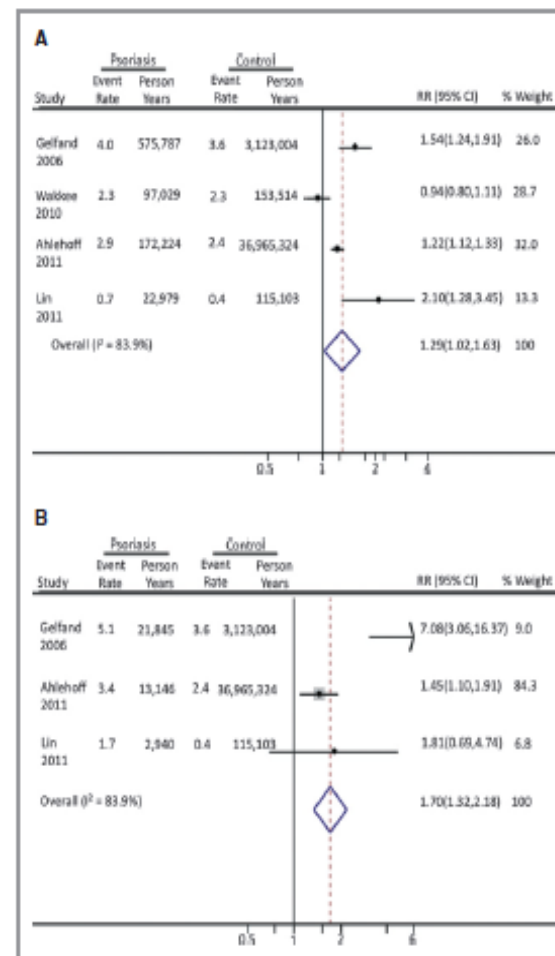 A
Psoriasis Control
Event Person Event Person
Study Rate Years Rate Years RR (95% CI) % Weight
Gelfand 4.0 575,787 3.6 3,123,004 1.54(1.24,1.91) 26.0
2006
Wakkee 2.3 97,029 2.3 153,514 0.94(0.80,1.11) 28.7
2010
Ahlehoff 2.9 172,224 2.4 36,965,324 1.22(1.12,1.33) 32.0
2011
Lin 0.7 22,979 0.4 115,103 2.10(1.28,3.45) 13.3
2011
Overall (I² = 83.9%) 1.29(1.02,1.63) 100
0.5 1 2 4
B
Psoriasis Control
Event Person Event Person
Study Rate Years Rate Years RR (95% CI) % Weight
Gelfand 5.1 21,845 3.6 3,123,004 7.08(3.06,16.37) 9.0
2006
Ahlehoff 3.4 13,146 2.4 36,965,324 1.45(1.10,1.91) 84.3
2011
Lin 1.7 2,940 0.4 115,103 1.81(0.69,4.74) 6.8
2011
Overall (I² = 83.9%) 1.70(1.32,2.18) 100
0.5 1 2 6